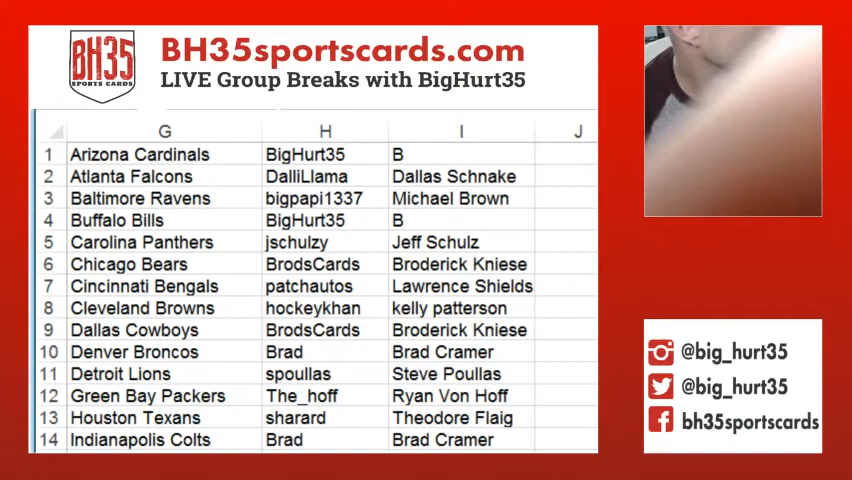 BH35
SPORTS CARDS
BH35sportscards.com
LIVE Group Breaks with BigHurt35
G H I J
1 Arizona Cardinals BigHurt35 B
2 Atlanta Falcons DalliLlama Dallas Schnake
3 Baltimore Ravens bigpapi1337 Michael Brown
4 Buffalo Bills BigHurt35 B
5 Carolina Panthers jschulzy Jeff Schulz
6 Chicago Bears BrodsCards Broderick Kniese
7 Cincinnati Bengals patchautos Lawrence Shields
8 Cleveland Browns hockeykhan kelly patterson
9 Dallas Cowboys BrodsCards Broderick Kniese
10 Denver Broncos Brad Brad Cramer
11 Detroit Lions spoullas Steve Poullas
12 Green Bay Packers The_hoff Ryan Von Hoff
13 Houston Texans sharard Theodore Flaig
14 Indianapolis Colts Brad Brad Cramer
@big_hurt35
@big_hurt35
bh35sportscards